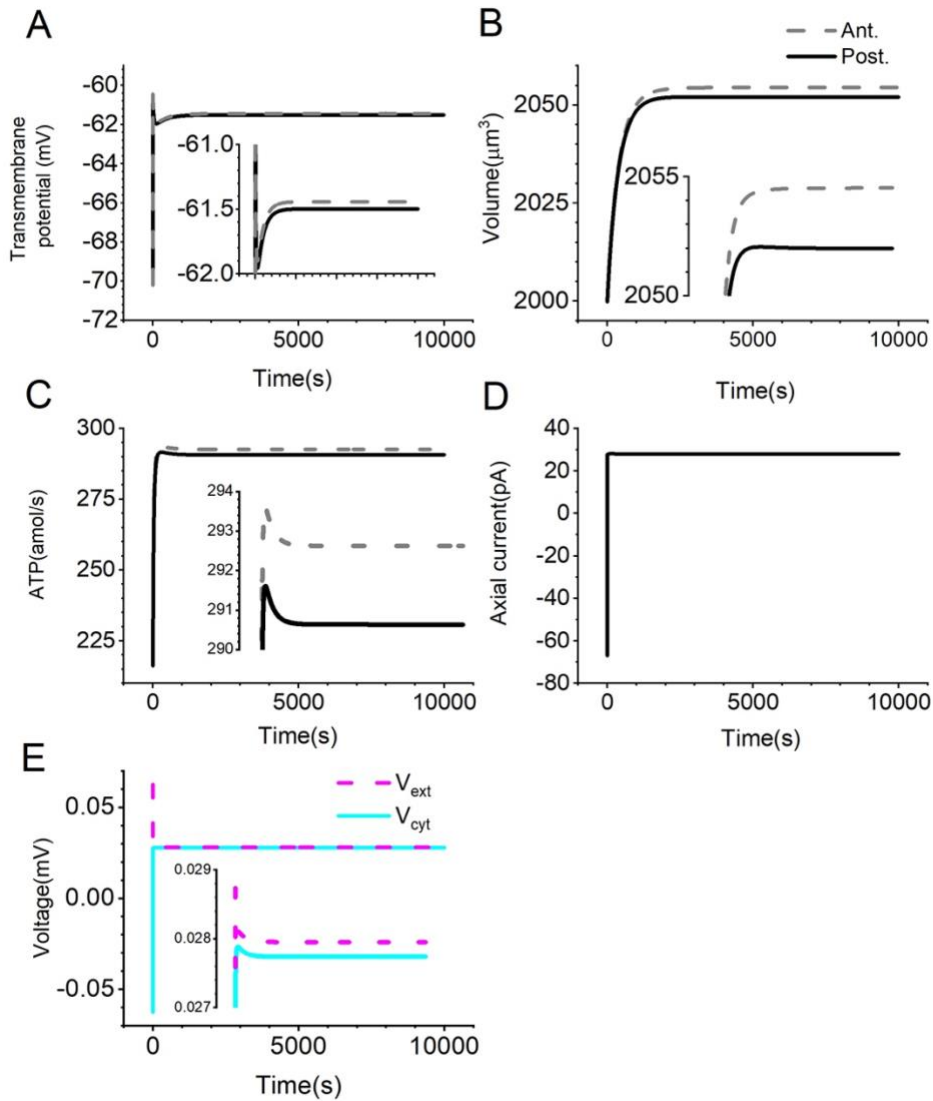 A
Transmembrane
potential (mV)
-60
-62
-64
-66
-68
-70
-72
-61.0
-61.5
-62.0
0
5000
10000
Time(s)
B
Ant.
Post.
Volume(μm³)
2050
2025
2000
2055
2050
0
5000
10000
Time(s)
C
ATP(amol/s)
300
275
250
225
294
293
292
291
290
0
5000
10000
Time(s)
D
Axial current(pA)
40
20
0
-20
-40
-60
-80
0
5000
10000
Time(s)
E
Vext
Vcyt
Voltage(mV)
0.05
0.00
-0.05
0.029
0.028
0.027
0
5000
10000
Time(s)